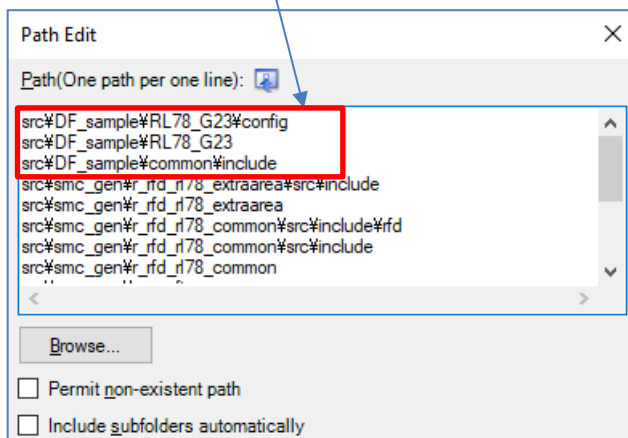 Path Edit
Path(One path per one line):
src¥DF_sample¥RL78_G23¥config
src¥DF_sample¥RL78_G23
src¥DF_sample¥common¥include
src¥smc_gen¥r_rfd_rl78_extraarea¥src¥include
src¥smc_gen¥r_rfd_rl78_extraarea
src¥smc_gen¥r_rfd_rl78_common¥src¥include¥rfd
src¥smc_gen¥r_rfd_rl78_common¥src¥include
src¥smc_gen¥r_rfd_rl78_common
Browse...
Permit non-existent path
Include subfolders automatically